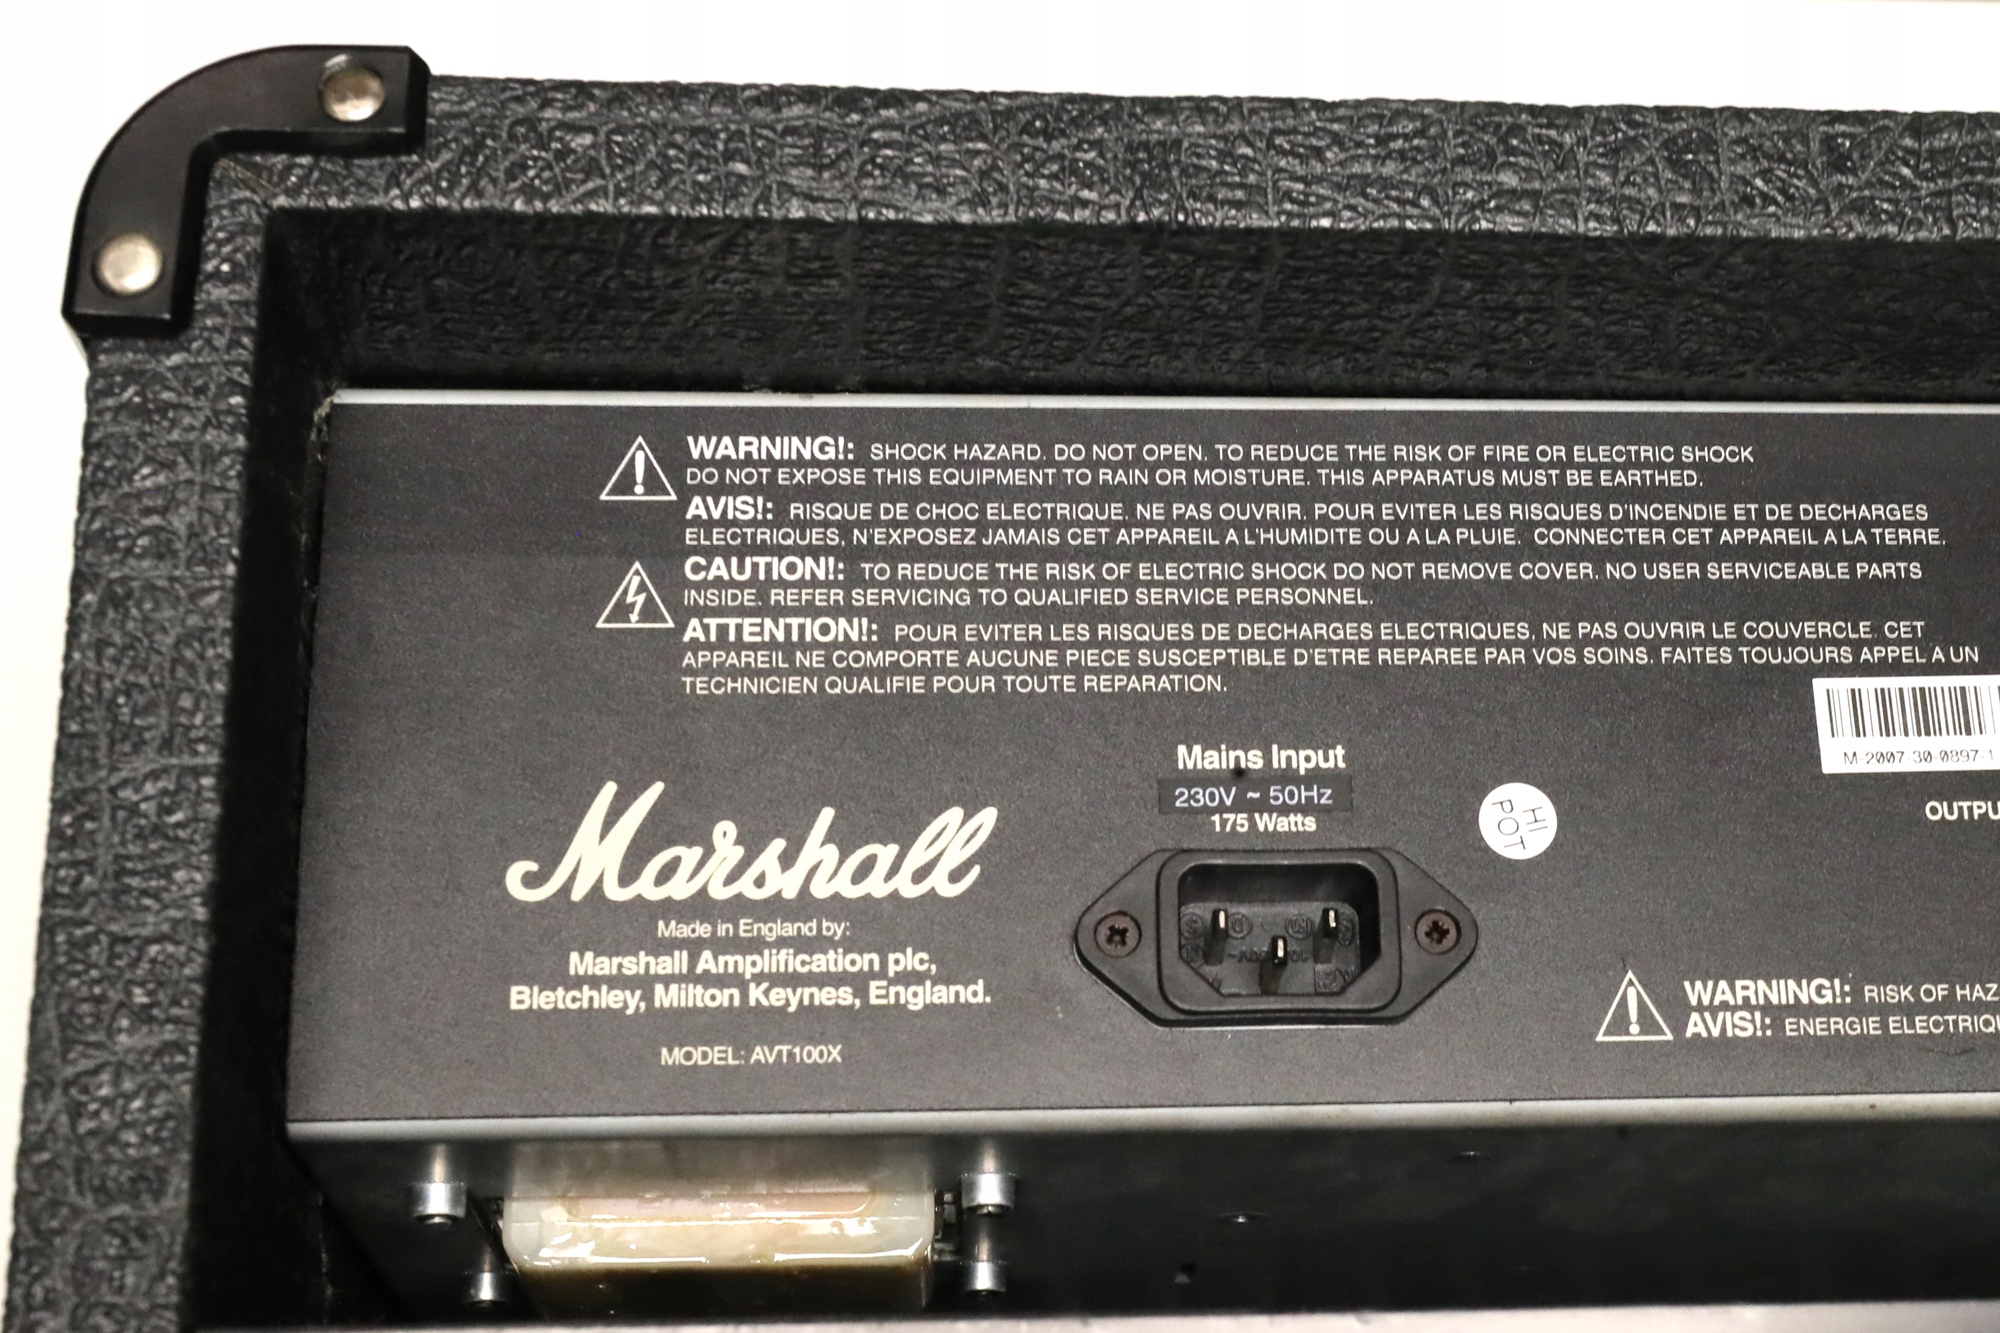 WARNING!: SHOCK HAZARD. DO NOT OPEN. TO REDUCE THE RISK OF FIRE OR ELECTRIC SHOCK
DO NOT EXPOSE THIS EQUIPMENT TO RAIN OR MOISTURE. THIS APPARATUS MUST BE EARTHED.
AVIS!: RISQUE DE CHOC ELECTRIQUE. NE PAS OUVRIR. POUR EVITER LES RISQUES D'INCENDIE ET DE DECHARGES
ELECTRIQUES, N'EXPOSEZ JAMAIS CET APPAREIL A L'HUMIDITE OU A LA PLUIE. CONNECTER CET APPAREIL A LA TERRE.
CAUTION!: TO REDUCE THE RISK OF ELECTRIC SHOCK DO NOT REMOVE COVER. NO USER SERVICEABLE PARTS
INSIDE. REFER SERVICING TO QUALIFIED SERVICE PERSONNEL.
ATTENTION!: POUR EVITER LES RISQUES DE DECHARGES ELECTRIQUES, NE PAS OUVRIR LE COUVERCLE. CET
APPAREIL NE COMPORTE AUCUNE PIECE SUSCEPTIBLE D'ETRE REPAREE PAR VOS SOINS. FAITES TOUJOURS APPEL A UN
TECHNICIEN QUALIFIE POUR TOUTE REPARATION.
M-2007-30-0897-1
Mains Input
230V ~ 50Hz
175 Watts
HI
POT
OUTPU
Marshall
Made in England by:
Marshall Amplification plc,
Bletchley, Milton Keynes, England.
MODEL: AVT100X
WARNING!: RISK OF HAZ
AVIS!: ENERGIE ELECTRIQU